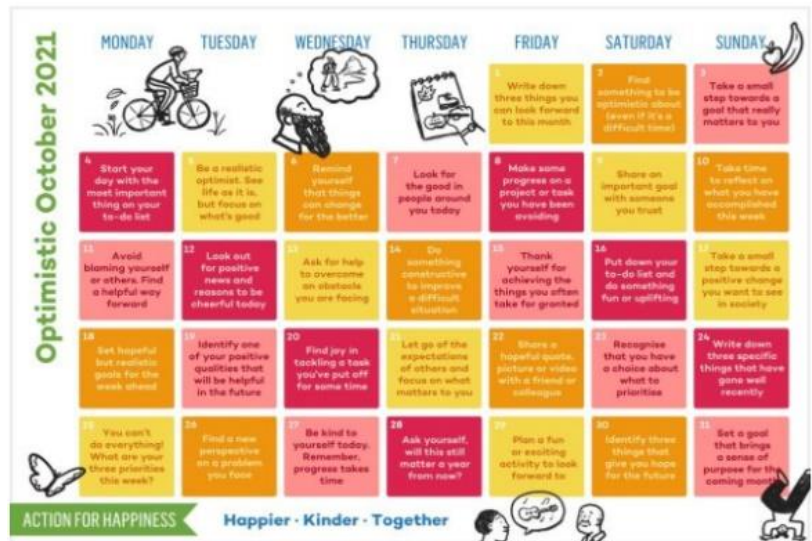 Optimistic October 2021
MONDAY TUESDAY WEDNESDAY THURSDAY FRIDAY SATURDAY SUNDAY
1
Write down
three things you
can look forward
to this month
2
Find
something to be
optimistic about
(even if it's a
difficult time)
3
Take a small
step towards a
goal that really
matters to you
4
Start your
day with the
most important
thing on your
to-do list
5
Be a realistic
optimist. See
life as it is,
but focus on
what's good
6
Remind
yourself
that things
can change
for the better
7
Look for
the good in
people around
you today
8
Make some
progress on a
project or task
you have been
avoiding
9
Share an
important goal
with someone
you trust
10
Take time
to reflect on
what you have
accomplished
this week
11
Avoid
blaming yourself
or others. Find
a helpful way
forward
12
Look out
for positive
news and
reasons to be
cheerful today
13
Ask for help
to overcome
an obstacle
you are facing
14
Do
something
constructive
to improve
a difficult
situation
15
Thank
yourself for
achieving the
things you often
take for granted
16
Put down your
to-do list and
do something
fun or uplifting
17
Take a small
step towards a
positive change
you want to see
in society
18
Set hopeful
but realistic
goals for the
week ahead
19
Identify one
of your positive
qualities that
will be helpful
in the future
20
Find joy in
tackling a task
you've put off
for some time
21
Let go of the
expectations
of others and
focus on what
matters to you
22
Share a
hopeful quote,
picture or video
with a friend or
colleague
23
Recognise
that you have
a choice about
what to
prioritise
24
Write down
three specific
things that have
gone well
recently
25
You can't
do everything!
What are your
three priorities
this week?
26
Find a new
perspective
on a problem
you face
27
Be kind to
yourself today.
Remember,
progress takes
time
28
Ask yourself,
will this still
matter a year
from now?
29
Plan a fun
or exciting
activity to look
forward to
30
Identify three
things that
give you hope
for the future
31
Set a goal
that brings
a sense of
purpose for the
coming month
ACTION FOR HAPPINESS
Happier · Kinder · Together